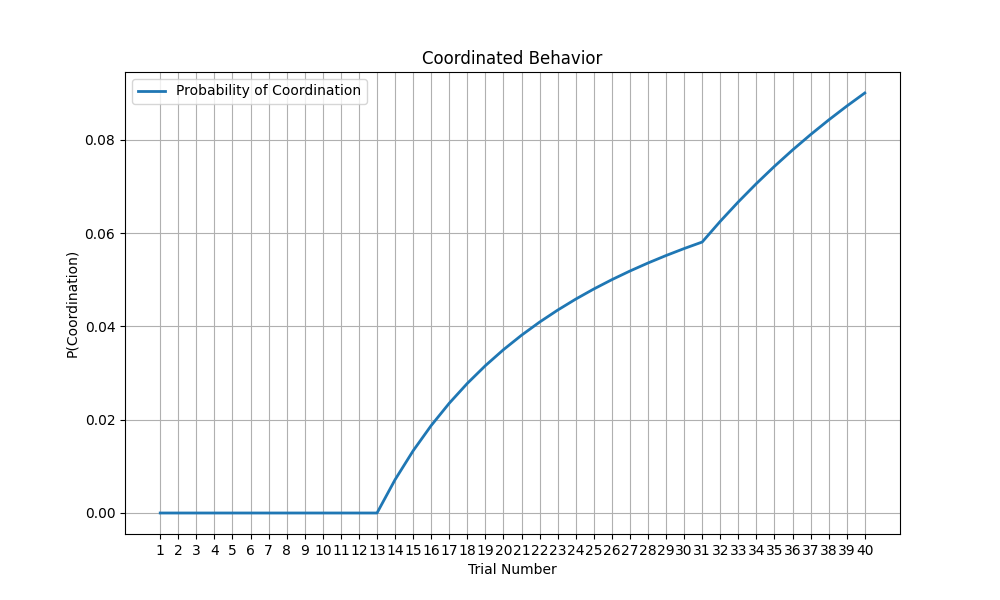 Coordinated Behavior
Probability of Coordination
P(Coordination)
0.08
0.06
0.04
0.02
0.00
1 2 3 4 5 6 7 8 9 10 11 12 13 14 15 16 17 18 19 20 21 22 23 24 25 26 27 28 29 30 31 32 33 34 35 36 37 38 39 40
Trial Number